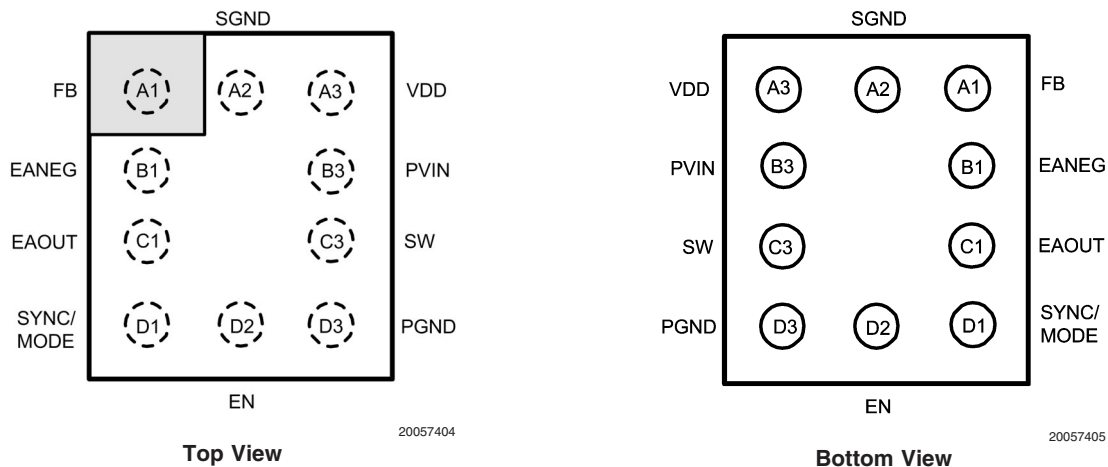 SGND
FB A1 A2 A3 VDD
EANEG B1 B3 PVIN
EAOUT C1 C3 SW
SYNC/
MODE D1 D2 D3 PGND
EN
20057404
Top View
SGND
VDD A3 A2 A1 FB
PVIN B3 B1 EANEG
SW C3 C1 EAOUT
PGND D3 D2 D1 SYNC/
MODE
EN
20057405
Bottom View